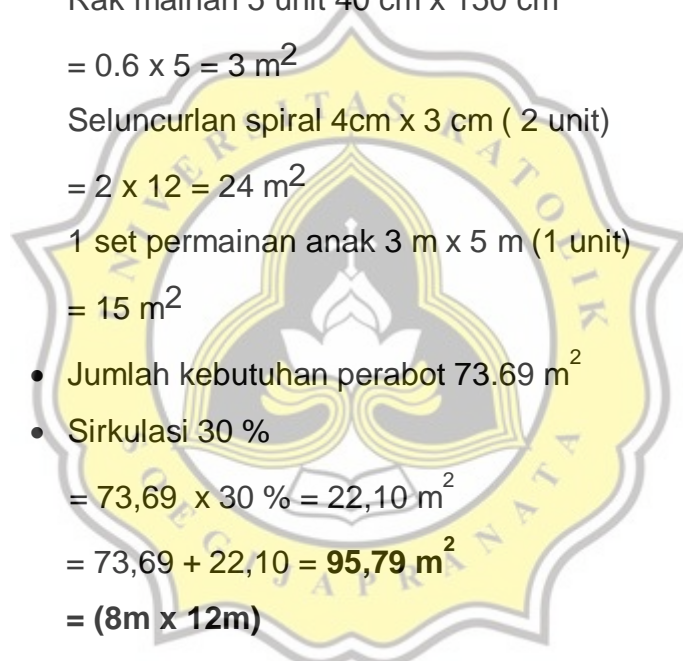 Rak mainan 5 unit 40 cm x 150 cm
= 0.6 x 5 = 3 m²
Seluncurlan spiral 4cm x 3 cm ( 2 unit)
= 2 x 12 = 24 m²
1 set permainan anak 3 m x 5 m (1 unit)
= 15 m²
• Jumlah kebutuhan perabot 73.69 m²
• Sirkulasi 30 %
= 73,69 x 30 % = 22,10 m²
= 73,69 + 22,10 = 95,79 m²
= (8m x 12m)
UNIVERSITAS KATOLIK
SOEGIJAPRANATA